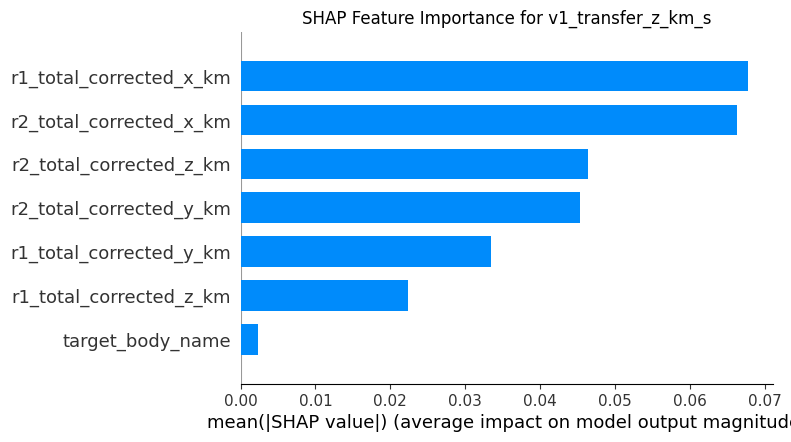 SHAP Feature Importance for v1_transfer_z_km_s
r1_total_corrected_x_km
r2_total_corrected_x_km
r2_total_corrected_z_km
r2_total_corrected_y_km
r1_total_corrected_y_km
r1_total_corrected_z_km
target_body_name
0.00 0.01 0.02 0.03 0.04 0.05 0.06 0.07
mean(|SHAP value|) (average impact on model output magnitude